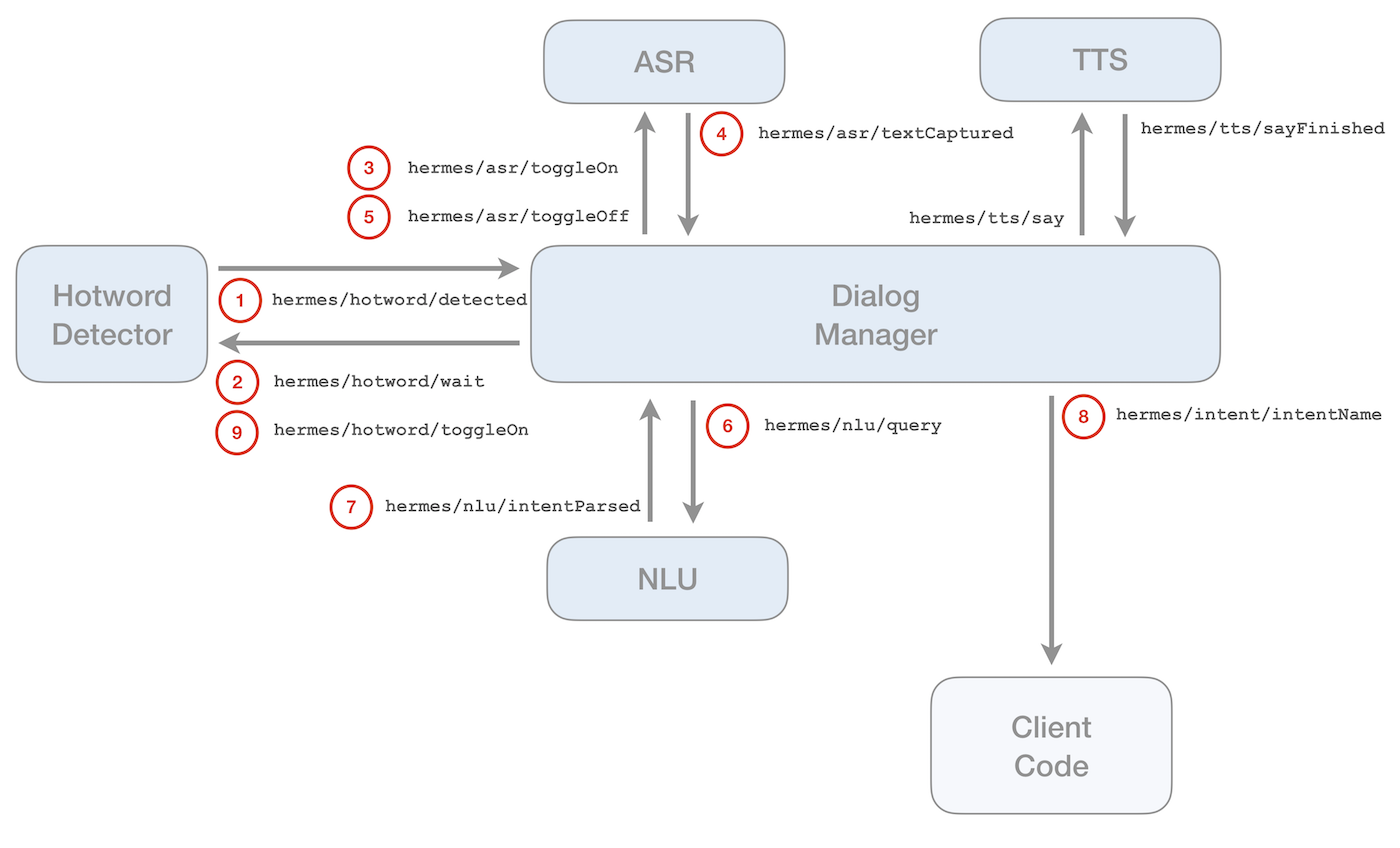 ASR
TTS
4 hermes/asr/textCaptured
hermes/tts/sayFinished
3 hermes/asr/toggleOn
5 hermes/asr/toggleOff
hermes/tts/say
Hotword
Detector
1 hermes/hotword/detected
Dialog
Manager
2 hermes/hotword/wait
9 hermes/hotword/toggleOn
6 hermes/nlu/query
8 hermes/intent/intentName
7 hermes/nlu/intentParsed
NLU
Client
Code